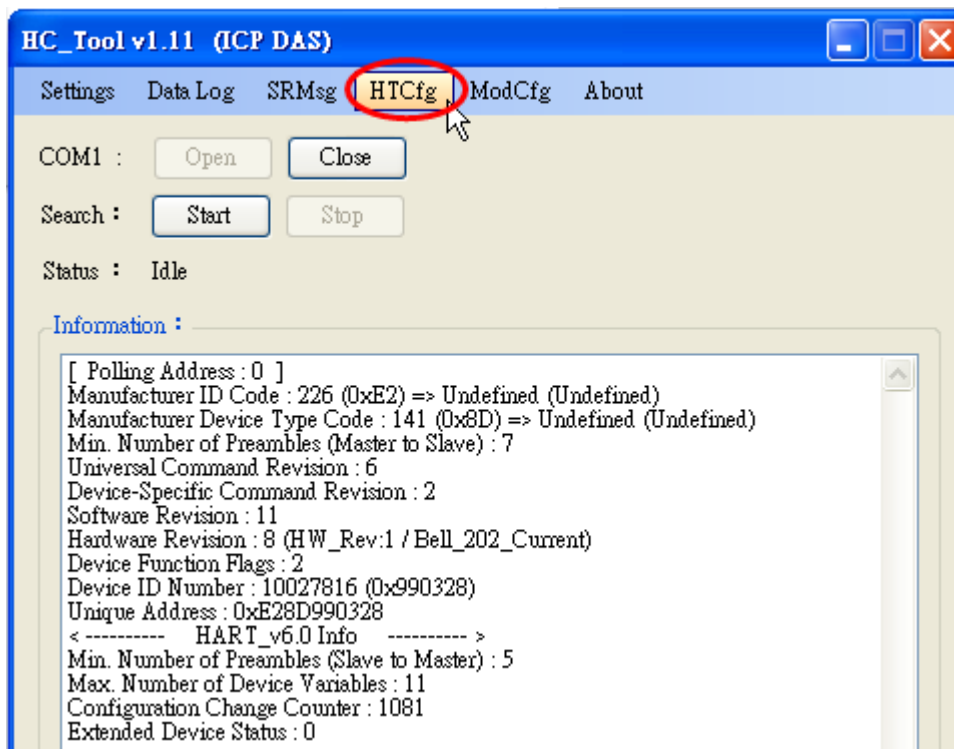 HC_Tool v1.11 (ICP DAS)
Settings Data Log SRMsg HTCfg ModCfg About
COM1 : Open Close
Search : Start Stop
Status : Idle
Information :
[ Polling Address : 0 ]
Manufacturer ID Code : 226 (0xE2) => Undefined (Undefined)
Manufacturer Device Type Code : 141 (0x8D) => Undefined (Undefined)
Min. Number of Preambles (Master to Slave) : 7
Universal Command Revision : 6
Device-Specific Command Revision : 2
Software Revision : 11
Hardware Revision : 8 (HW_Rev:1 / Bell_202_Current)
Device Function Flags : 2
Device ID Number : 10027816 (0x990328)
Unique Address : 0xE28D990328
< ---------- HART_v6.0 Info ---------- >
Min. Number of Preambles (Slave to Master) : 5
Max. Number of Device Variables : 11
Configuration Change Counter : 1081
Extended Device Status : 0